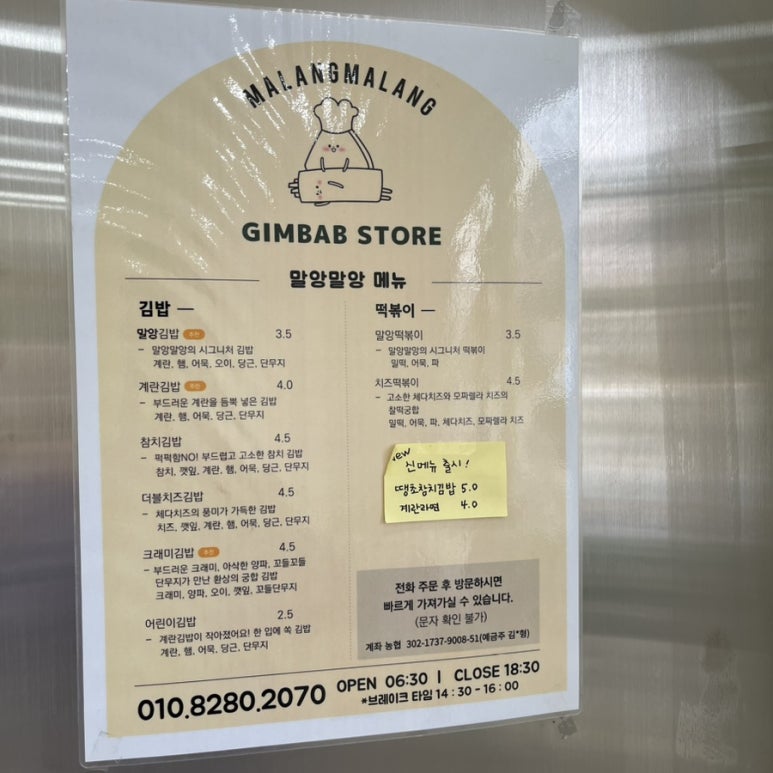 MALANGMALANG
GIMBAB STORE
말앙말앙 메뉴
김밥 —
말앙김밥 추천 3.5
- 말앙말앙의 시그니처 김밥
계란, 햄, 어묵, 오이, 당근, 단무지
계란김밥 추천 4.0
- 부드러운 계란을 듬뿍 넣은 김밥
계란, 햄, 어묵, 당근, 단무지
참치김밥 4.5
- 퍽퍽함NO! 부드럽고 고소한 참치 김밥
참치, 깻잎, 계란, 햄, 어묵, 당근, 단무지
더블치즈김밥 4.5
- 체다치즈의 풍미가 가득한 김밥
치즈, 깻잎, 계란, 햄, 어묵, 당근, 단무지
크래미김밥 추천 4.5
- 부드러운 크래미, 아삭한 양파, 꼬들꼬들
단무지가 만난 환상의 궁합 김밥
크래미, 양파, 오이, 깻잎, 꼬들단무지
어린이김밥 2.5
- 계란김밥이 작아졌어요! 한 입에 쏙 김밥
계란, 햄, 어묵, 당근, 단무지
떡볶이 —
말앙떡볶이 3.5
- 말앙말앙의 시그니처 떡볶이
밀떡, 어묵, 파
치즈떡볶이 4.5
- 고소한 체다치즈와 모짜렐라 치즈의
찰떡궁합
밀떡, 어묵, 파, 체다치즈, 모짜렐라 치즈
new
신메뉴 출시!
땡초참치김밥 5.0
계란라면 4.0
전화 주문 후 방문하시면
빠르게 가져가실 수 있습니다.
(문자 확인 불가)
계좌 농협 302-1737-9008-51(예금주 김*형)
010.8280.2070
OPEN 06:30 | CLOSE 18:30
*브레이크 타임 14 : 30 - 16 : 00